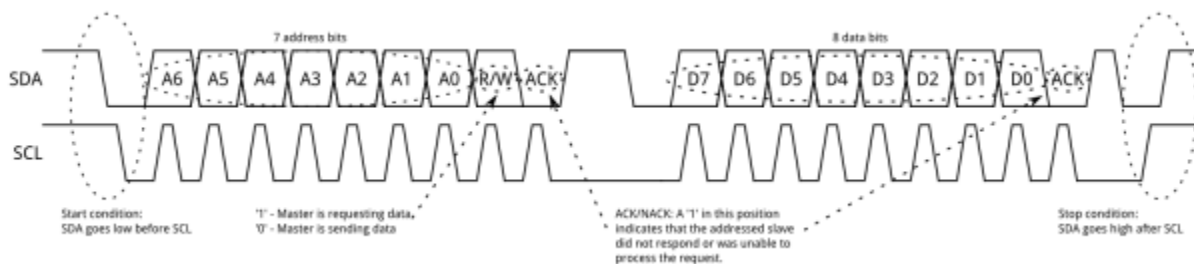 7 address bits
8 data bits
SDA
A6 A5 A4 A3 A2 A1 A0 R/W ACK D7 D6 D5 D4 D3 D2 D1 D0 ACK
SCL
Start condition:
SDA goes low before SCL
'1' - Master is requesting data,
'0' - Master is sending data
ACK/NACK: A '1' in this position
indicates that the addressed slave
did not respond or was unable to
process the request.
Stop condition:
SDA goes high after SCL